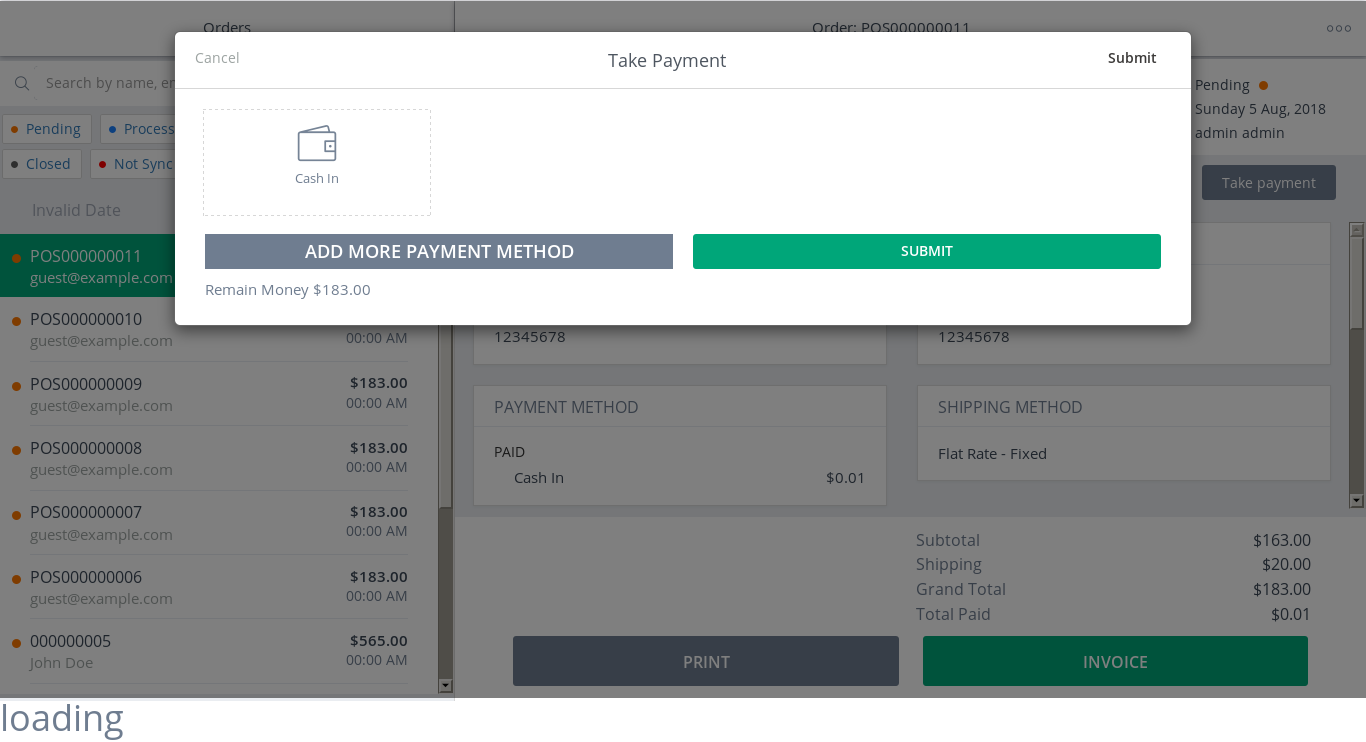 Orders
Order: POS000000011
Cancel
Take Payment
Submit
Search by name, em
Pending
Process
Closed
Not Sync
Invalid Date
Cash In
ADD MORE PAYMENT METHOD
SUBMIT
Remain Money $183.00
Pending
Sunday 5 Aug, 2018
admin admin
Take payment
POS000000011
guest@example.com
POS000000010
guest@example.com
00:00 AM
POS000000009
$183.00
guest@example.com
00:00 AM
POS000000008
$183.00
guest@example.com
00:00 AM
POS000000007
$183.00
guest@example.com
00:00 AM
POS000000006
$183.00
guest@example.com
00:00 AM
000000005
$565.00
John Doe
00:00 AM
12345678
12345678
PAYMENT METHOD
PAID
Cash In
$0.01
SHIPPING METHOD
Flat Rate - Fixed
Subtotal
$163.00
Shipping
$20.00
Grand Total
$183.00
Total Paid
$0.01
PRINT
INVOICE
loading